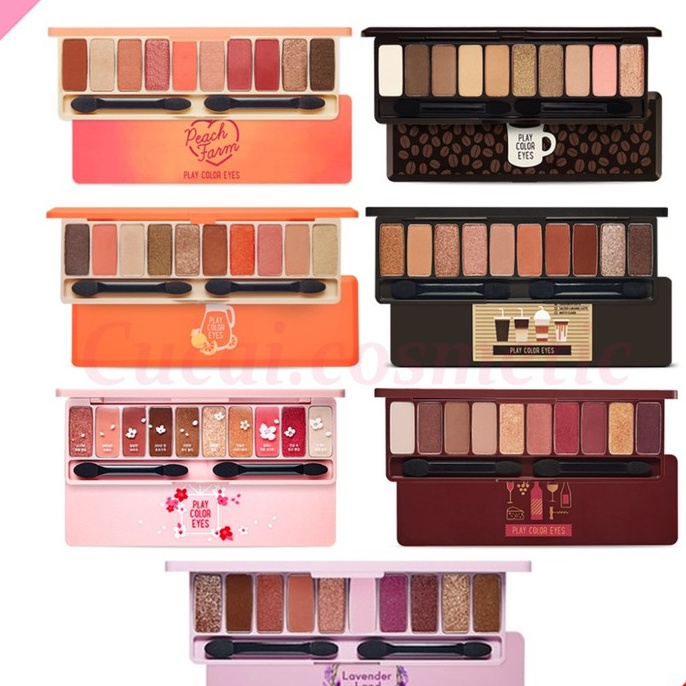 Peach
Farm
PLAY COLOR EYES
PLAY
COLOR
EYES
PLAY
COLOR
EYES
PLAY COLOR EYES
Cucui.cosmetic
PLAY
COLOR
EYES
PLAY COLOR EYES
Lavender
Land